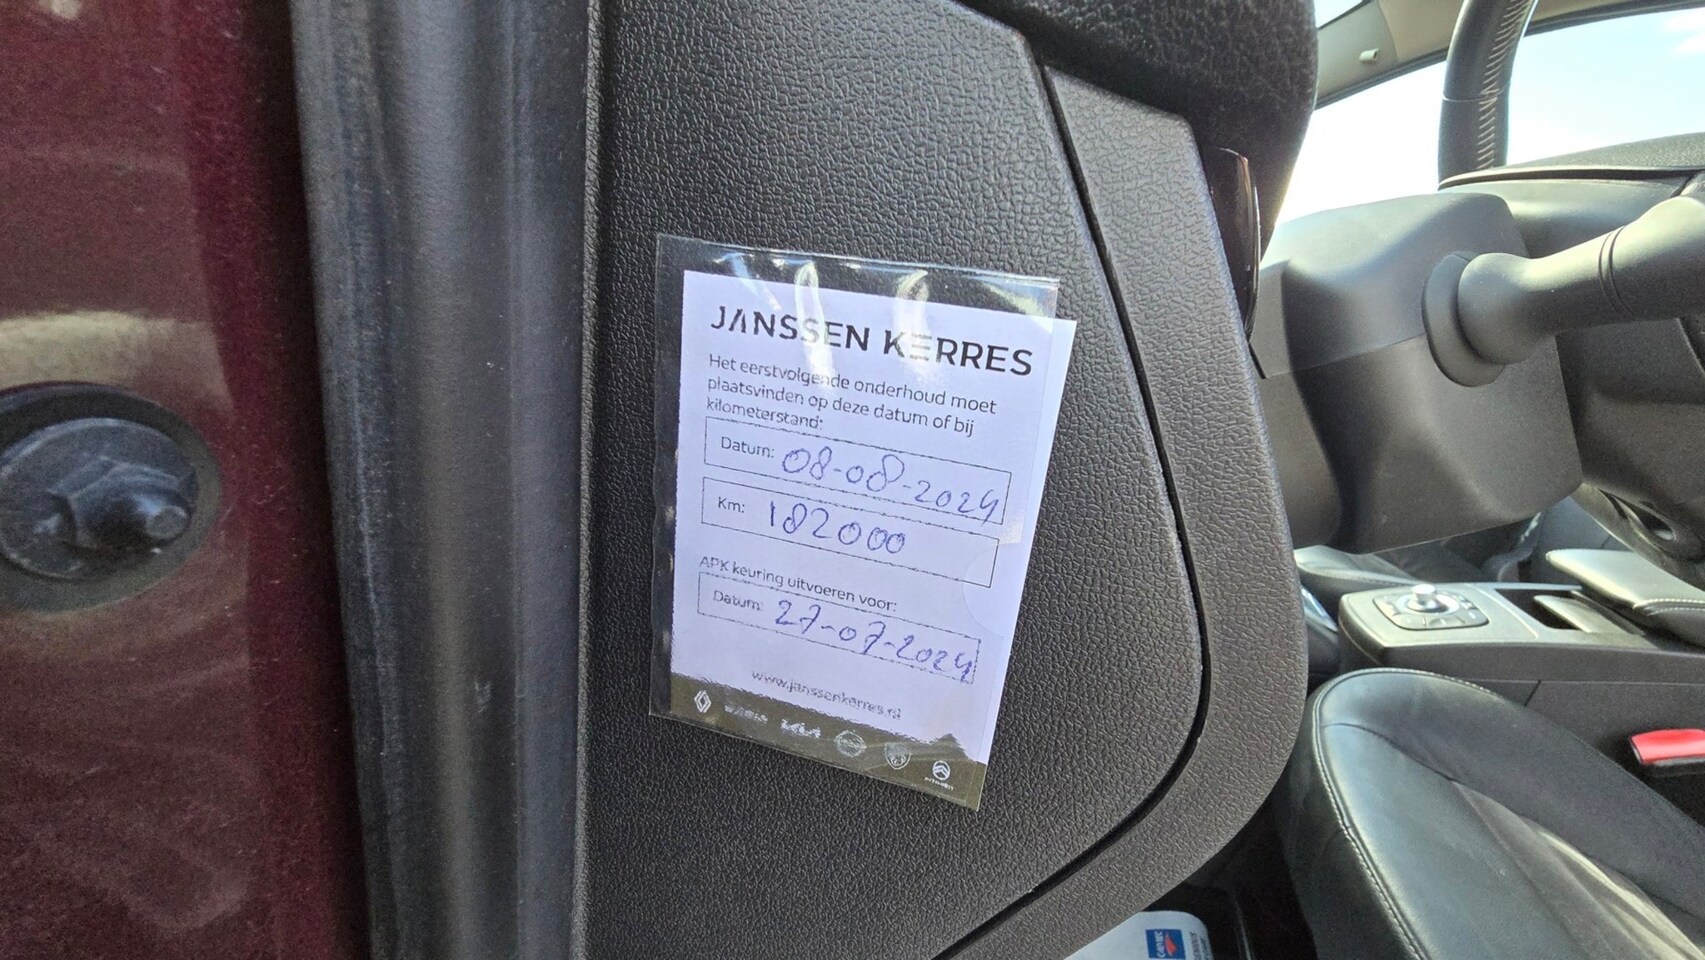 JANSSEN KERRES
Het eerstvolgende onderhoud moet
plaatsvinden op deze datum of bij
kilometerstand:
Datum: 08-08-2024
Km: 182000
APK keuring uitvoeren voor:
Datum: 27-07-2024
www.janssenkerres.nl
KIA